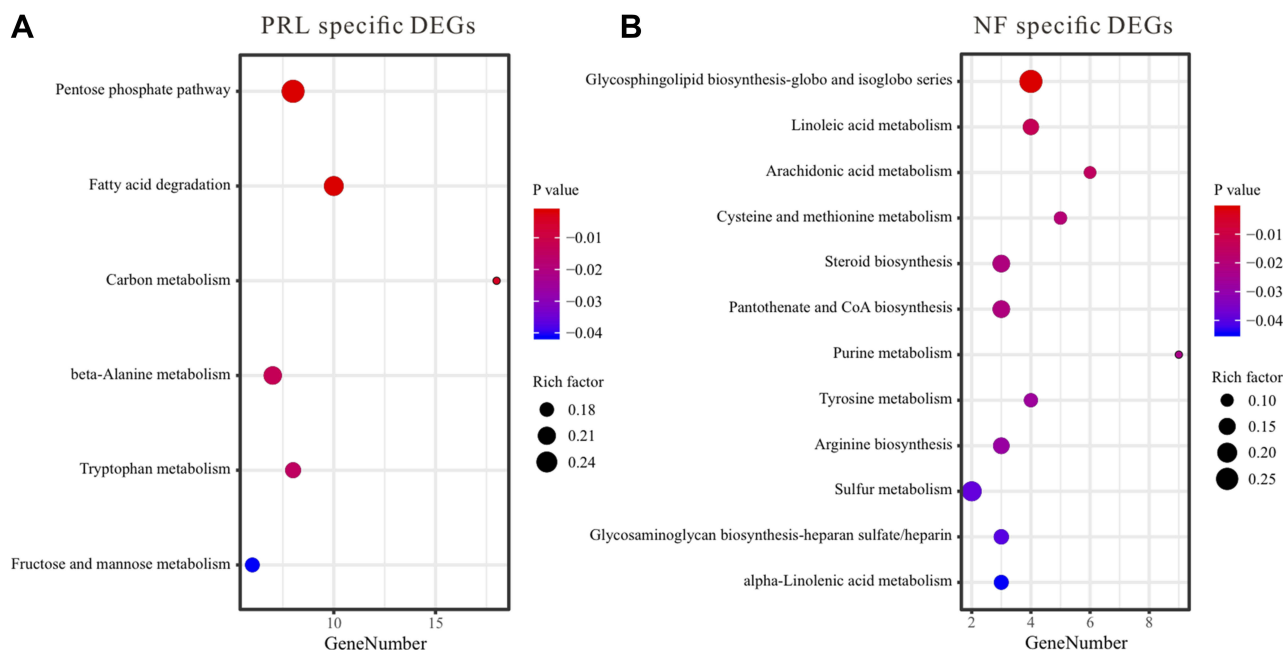 A
PRL specific DEGs
Pentose phosphate pathway
Fatty acid degradation
Carbon metabolism
beta-Alanine metabolism
Tryptophan metabolism
Fructose and mannose metabolism
10
15
GeneNumber
P value
−0.01
−0.02
−0.03
−0.04
Rich factor
0.18
0.21
0.24
B
NF specific DEGs
Glycosphingolipid biosynthesis-globo and isoglobo series
Linoleic acid metabolism
Arachidonic acid metabolism
Cysteine and methionine metabolism
Steroid biosynthesis
Pantothenate and CoA biosynthesis
Purine metabolism
Tyrosine metabolism
Arginine biosynthesis
Sulfur metabolism
Glycosaminoglycan biosynthesis-heparan sulfate/heparin
alpha-Linolenic acid metabolism
2
4
6
8
GeneNumber
P value
−0.01
−0.02
−0.03
−0.04
Rich factor
0.10
0.15
0.20
0.25